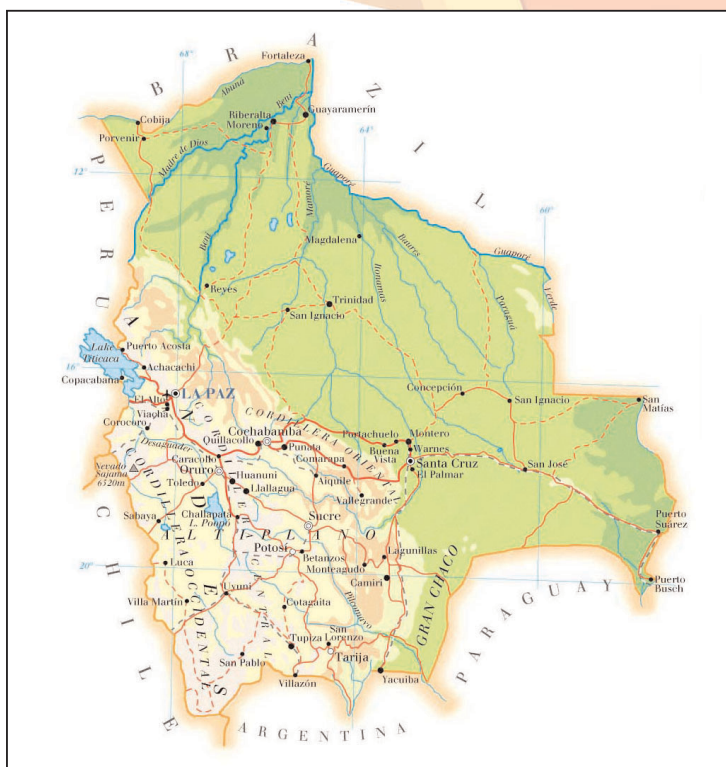 68°
BRAZIL
Fortaleza
Abuná
Beni
Guayaramerín
Riberalta
Moreno
Cobija
Porvenir
64°
Madre de Dios
12°
PERU
Guaporé
Mamoré
60°
Magdalena
Baures
Guaporé
Beni
Itonamas
Paraguá
Verde
Reyes
Trinidad
San Ignacio
Lake
Titicaca
Puerto Acosta
16°
Achacachi
Copacabana
LA PAZ
El Alto
Viacha
Corocoro
Concepción
San Ignacio
San
Matías
CORDILLERA ORIENTAL
Cochabamba
Quillacollo
Punata
Portachuelo
Montero
Buena
Vista
Warnes
Desaguader
Caracollo
Comarapa
Santa Cruz
El Palmar
San José
Oruro
Nevado
Sajama
6520m
Huanuni
Aiquile
Toledo
Llallagua
Vallegrande
Challapata
L. Poopó
Sabaya
Sucre
Puerto
Suárez
ALTIPLANO
ANDES
CORDILLERA CENTRAL
CORDILLERA OCCIDENTAL
20°
Potosí
Betanzos
Lagunillas
Monteagudo
Luca
Camiri
GRAN CHACO
Puerto
Busch
Uyuni
Villa Martín
Cotagaita
Pilcomayo
PARAGUAY
CHILE
Tupiza
San
Lorenzo
San Pablo
Tarija
Villazón
Yacuiba
ARGENTINA